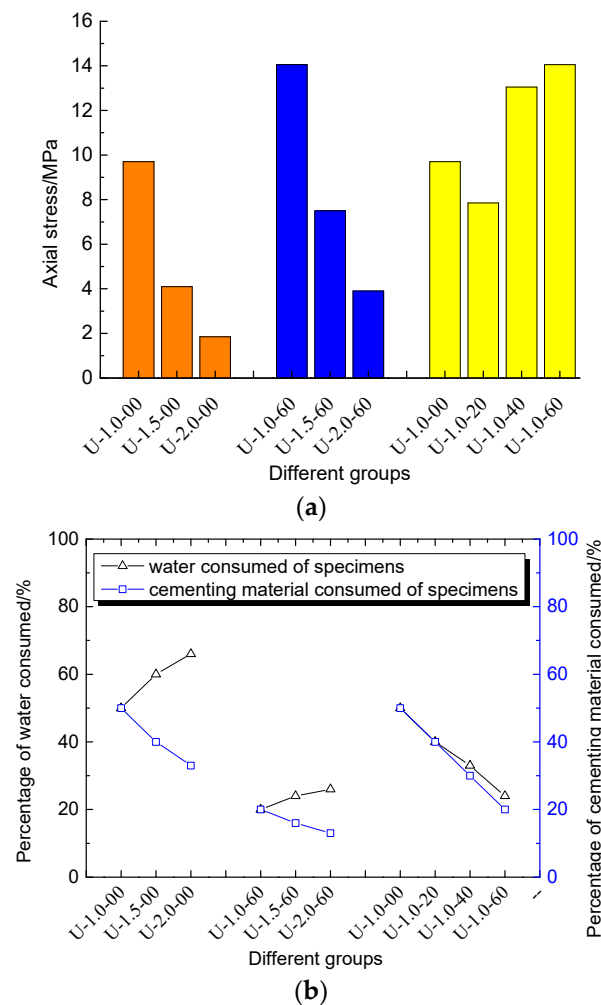 16
14
12
10
8
6
4
2
0
Axial stress/MPa
U-1.0-00
U-1.5-00
U-2.0-00
U-1.0-60
U-1.5-60
U-2.0-60
U-1.0-00
U-1.0-20
U-1.0-40
U-1.0-60
Different groups
(a)
100
80
60
40
20
0
Percentage of water consumed/%
water consumed of specimens
cementing material consumed of specimens
100
80
60
40
20
0
Percentage of cementing material consumed/%
U-1.0-00
U-1.5-00
U-2.0-00
U-1.0-60
U-1.5-60
U-2.0-60
U-1.0-00
U-1.0-20
U-1.0-40
U-1.0-60
--
Different groups
(b)